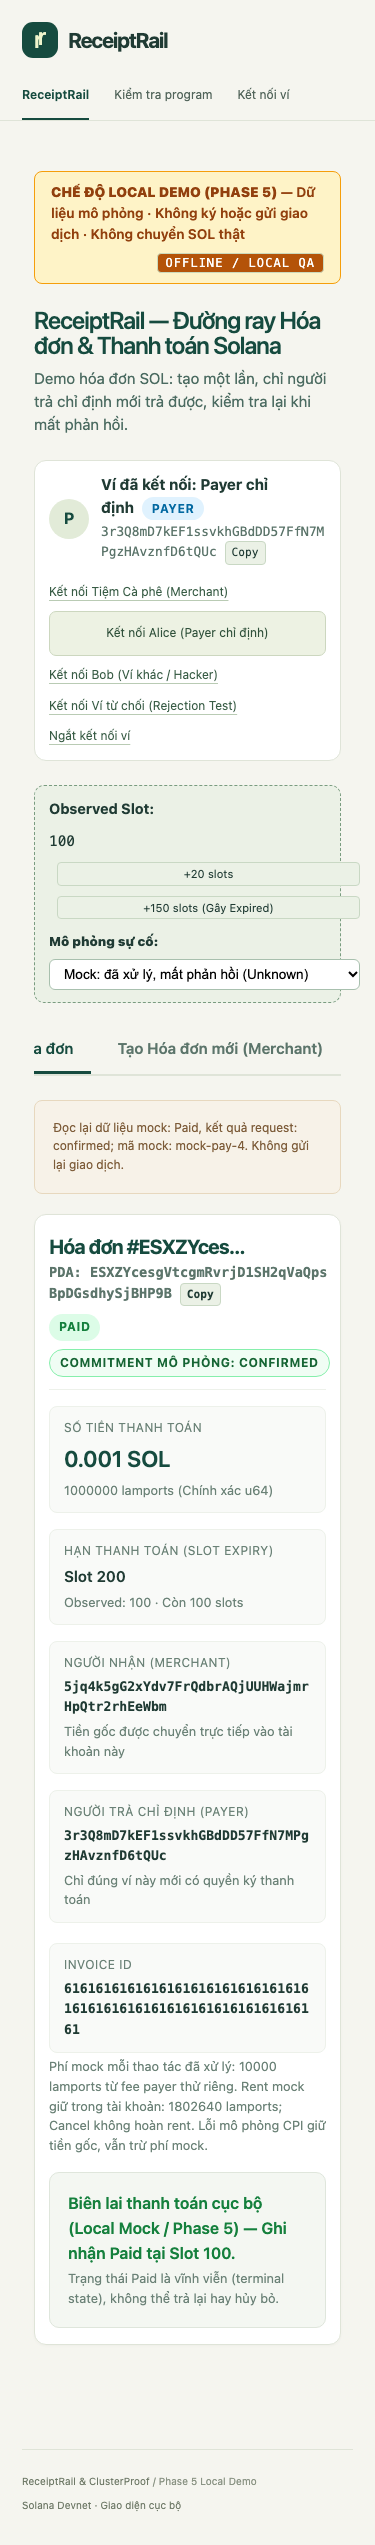 ReceiptRail
ReceiptRail Kiểm tra program Kết nối ví
CHẾ ĐỘ LOCAL DEMO (PHASE 5) — Dữ
liệu mô phỏng · Không ký hoặc gửi giao
dịch · Không chuyển SOL thật
OFFLINE / LOCAL QA
ReceiptRail — Đường ray Hóa
đơn & Thanh toán Solana
Demo hóa đơn SOL: tạo một lần, chỉ người
trả chỉ định mới trả được, kiểm tra lại khi
mất phản hồi.
P
Ví đã kết nối: Payer chỉ
định PAYER
3r3Q8mD7kEF1ssvkhGBdDD57FfN7M
PgzHAvznfD6tQUc Copy
Kết nối Tiệm Cà phê (Merchant)
Kết nối Alice (Payer chỉ định)
Kết nối Bob (Ví khác / Hacker)
Kết nối Ví từ chối (Rejection Test)
Ngắt kết nối ví
Observed Slot:
100
+20 slots
+150 slots (Gây Expired)
Mô phỏng sự cố:
Mock: đã xử lý, mất phản hồi (Unknown)
a đơn Tạo Hóa đơn mới (Merchant)
Đọc lại dữ liệu mock: Paid, kết quả request:
confirmed; mã mock: mock-pay-4. Không gửi
lại giao dịch.
Hóa đơn #ESXZYces...
PDA: ESXZYcesgVtcgmRvrjD1SH2qVaQps
BpDGsdhySjBHP9B Copy
PAID
COMMITMENT MÔ PHỎNG: CONFIRMED
SỐ TIỀN THANH TOÁN
0.001 SOL
1000000 lamports (Chính xác u64)
HẠN THANH TOÁN (SLOT EXPIRY)
Slot 200
Observed: 100 · Còn 100 slots
NGƯỜI NHẬN (MERCHANT)
5jq4k5gG2xYdv7FrQdbrAQjUUHWajmr
HpQtr2rhEeWbm
Tiền gốc được chuyển trực tiếp vào tài
khoản này
NGƯỜI TRẢ CHỈ ĐỊNH (PAYER)
3r3Q8mD7kEF1ssvkhGBdDD57FfN7MPg
zHAvznfD6tQUc
Chỉ đúng ví này mới có quyền ký thanh
toán
INVOICE ID
6161616161616161616161616161616
1616161616161616161616161616161
61
Phí mock mỗi thao tác đã xử lý: 10000
lamports từ fee payer thử riêng. Rent mock
giữ trong tài khoản: 1802640 lamports;
Cancel không hoàn rent. Lỗi mô phỏng CPI giữ
tiền gốc, vẫn trừ phí mock.
Biên lai thanh toán cục bộ
(Local Mock / Phase 5) — Ghi
nhận Paid tại Slot 100.
Trạng thái Paid là vĩnh viễn (terminal
state), không thể trả lại hay hủy bỏ.
ReceiptRail & ClusterProof / Phase 5 Local Demo
Solana Devnet · Giao diện cục bộ